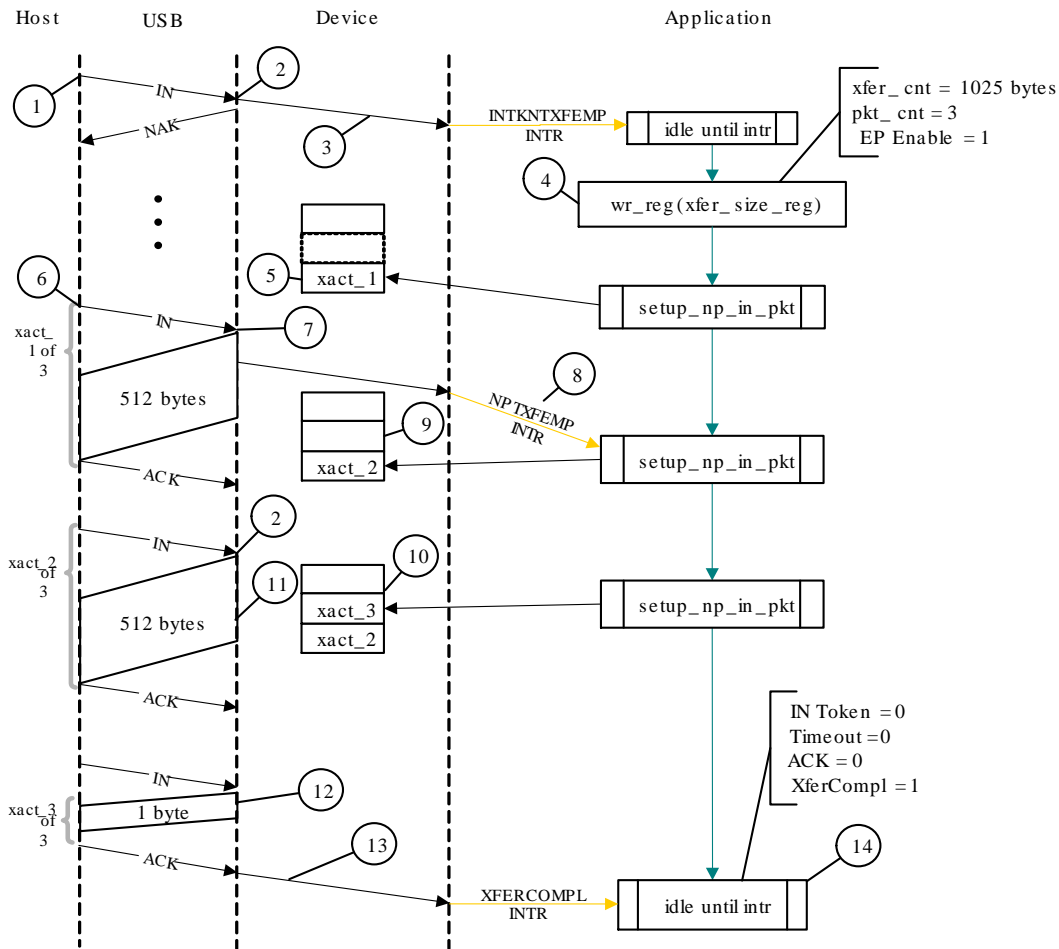 Host
USB
Device
Application
1
IN
2
NAK
3
INTKNTXFEMP
INTR
idle until intr
xfer_ cnt = 1025 bytes
pkt_ cnt = 3
EP Enable = 1
4
wr_reg(xfer_size_reg)
5
xact_1
setup_np_in_pkt
6
IN
7
xact_
1 of
3
512 bytes
8
NPTXFEMP
INTR
9
xact_2
setup_np_in_pkt
ACK
2
IN
xact_2
of
3
10
11
512 bytes
xact_3
xact_2
setup_np_in_pkt
ACK
IN Token = 0
Timeout = 0
ACK = 0
XferCompl = 1
IN
12
xact_3
of
3
1 byte
ACK
13
14
XFERCOMPL
INTR
idle until intr